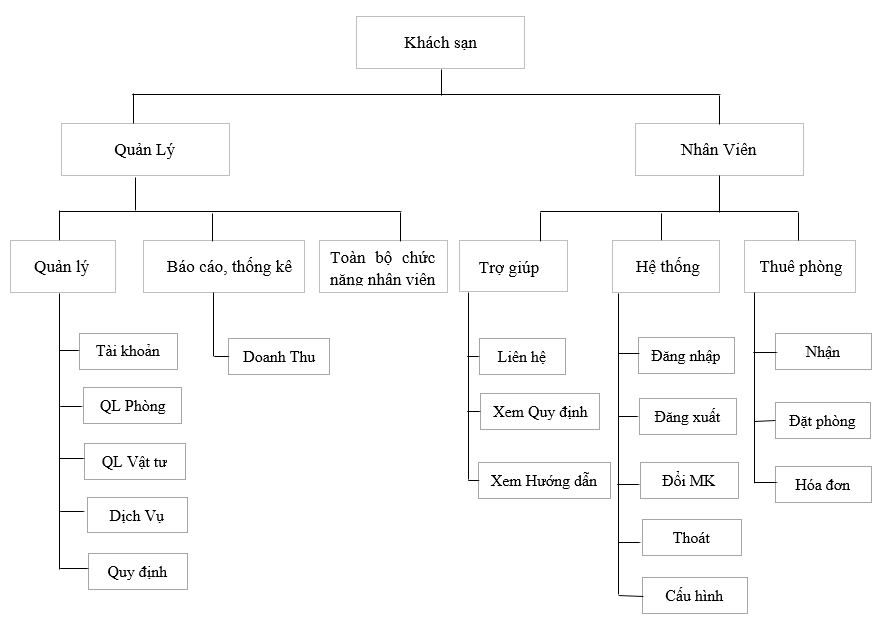 Khách sạn
Quản Lý
Nhân Viên
Quản lý
Báo cáo, thống kê
Toàn bộ chức
năng nhân viên
Trợ giúp
Hệ thống
Thuê phòng
Tài khoản
QL Phòng
QL Vật tư
Dịch Vụ
Quy định
Doanh Thu
Liên hệ
Xem Quy định
Xem Hướng dẫn
Đăng nhập
Đăng xuất
Đổi MK
Thoát
Cấu hình
Nhận
Đặt phòng
Hóa đơn